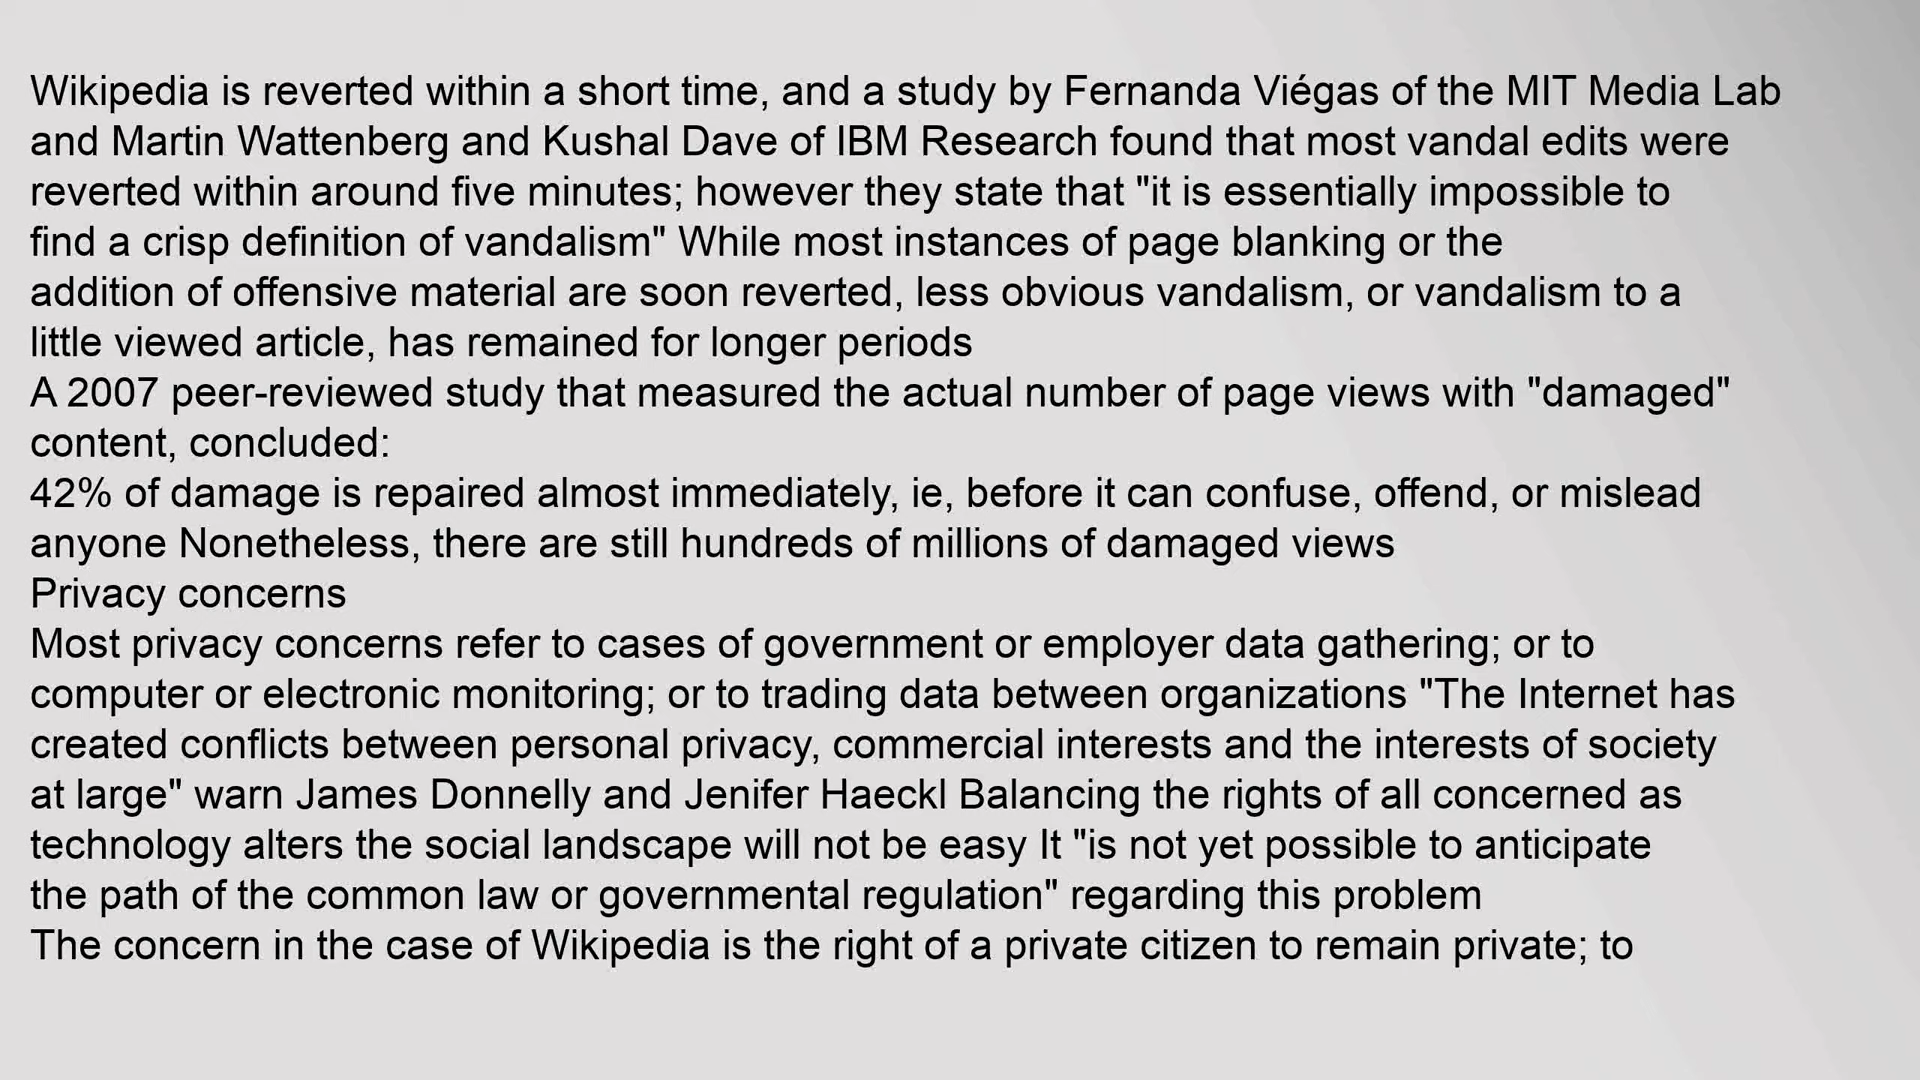 Wikipedia is reverted within a short time, and a study by Fernanda Viégas of the MIT Media Lab
and Martin Wattenberg and Kushal Dave of IBM Research found that most vandal edits were
reverted within around five minutes; however they state that "it is essentially impossible to
find a crisp definition of vandalism" While most instances of page blanking or the
addition of offensive material are soon reverted, less obvious vandalism, or vandalism to a
little viewed article, has remained for longer periods
A 2007 peer-reviewed study that measured the actual number of page views with "damaged"
content, concluded:
42% of damage is repaired almost immediately, ie, before it can confuse, offend, or mislead
anyone Nonetheless, there are still hundreds of millions of damaged views
Privacy concerns
Most privacy concerns refer to cases of government or employer data gathering; or to
computer or electronic monitoring; or to trading data between organizations "The Internet has
created conflicts between personal privacy, commercial interests and the interests of society
at large" warn James Donnelly and Jenifer Haeckl Balancing the rights of all concerned as
technology alters the social landscape will not be easy It "is not yet possible to anticipate
the path of the common law or governmental regulation" regarding this problem
The concern in the case of Wikipedia is the right of a private citizen to remain private; to